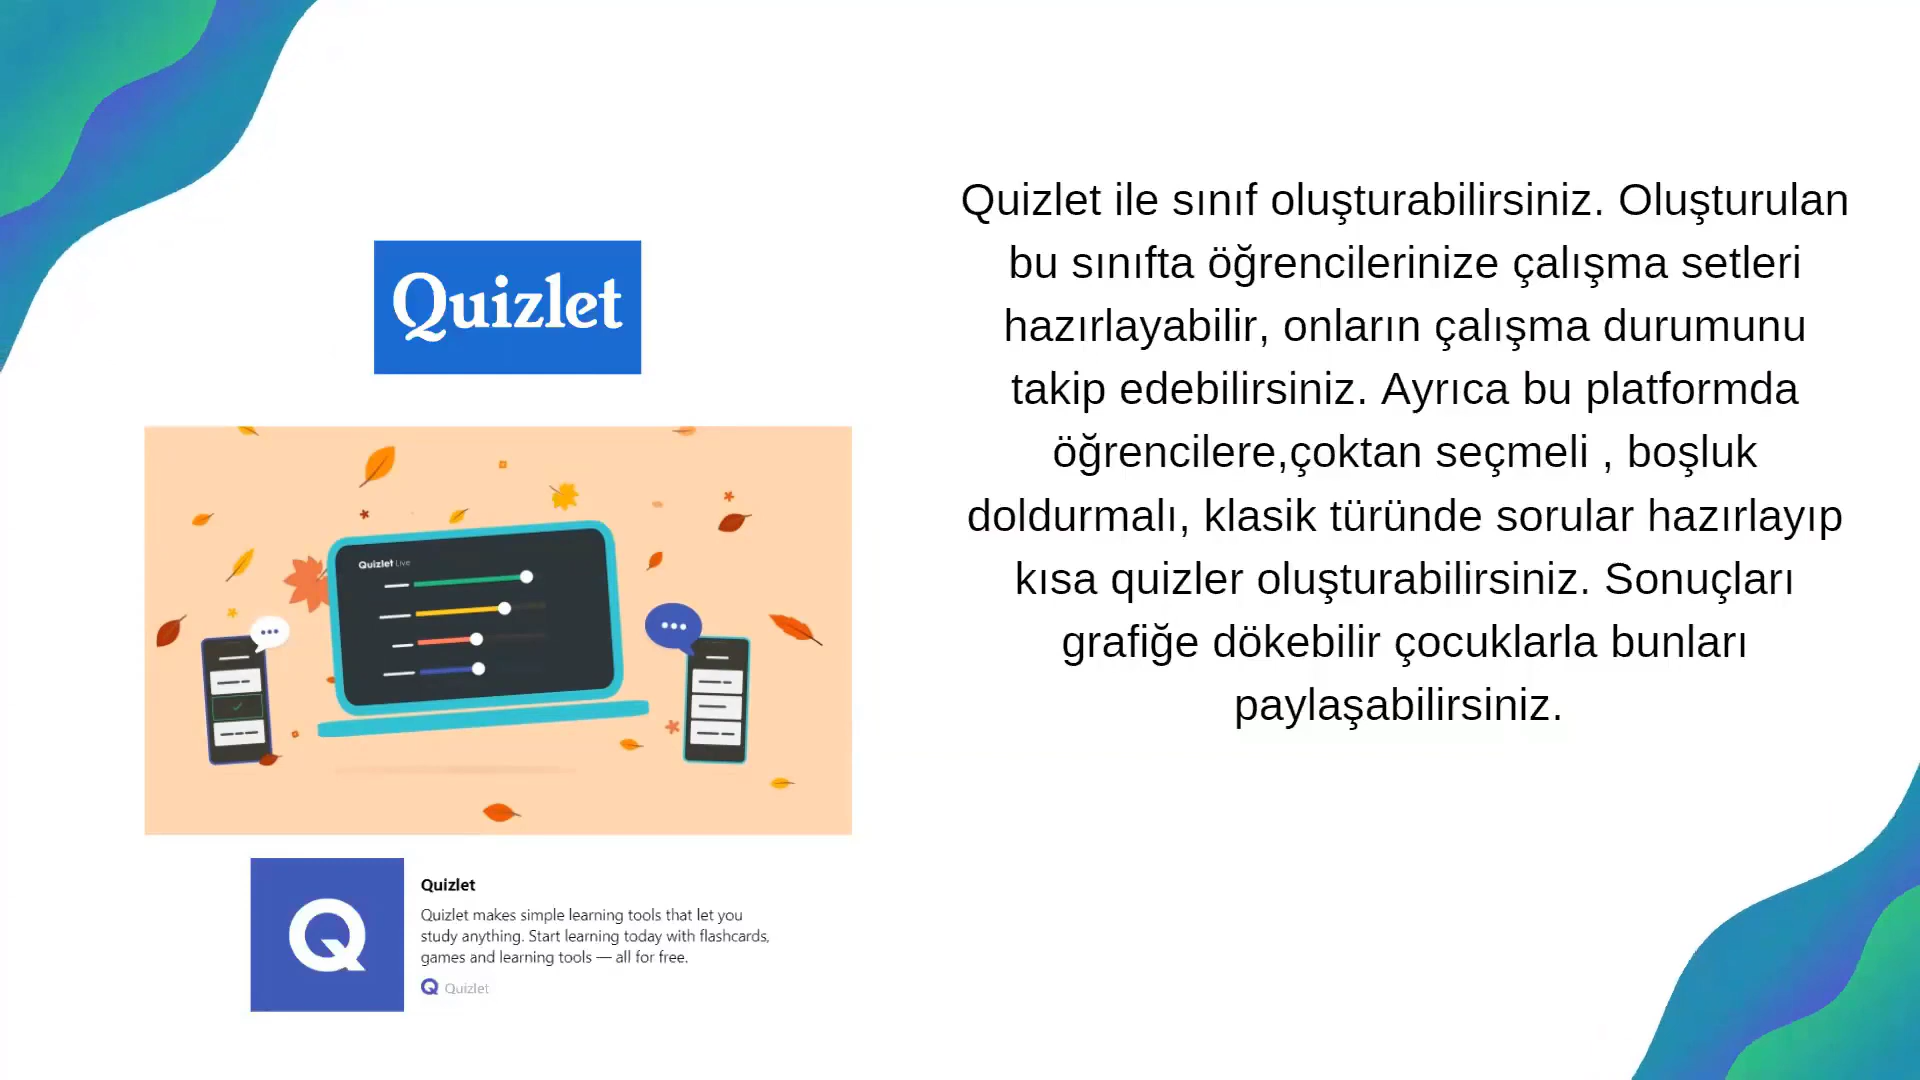 Quizlet
Quizlet Live
Quizlet
Quizlet makes simple learning tools that let you
study anything. Start learning today with flashcards,
games and learning tools — all for free.
Quizlet
Quizlet ile sınıf oluşturabilirsiniz. Oluşturulan
bu sınıfta öğrencilerinize çalışma setleri
hazırlayabilir, onların çalışma durumunu
takip edebilirsiniz. Ayrıca bu platformda
öğrencilere,çoktan seçmeli , boşluk
doldurmalı, klasik türünde sorular hazırlayıp
kısa quizler oluşturabilirsiniz. Sonuçları
grafiğe dökebilir çocuklarla bunları
paylaşabilirsiniz.